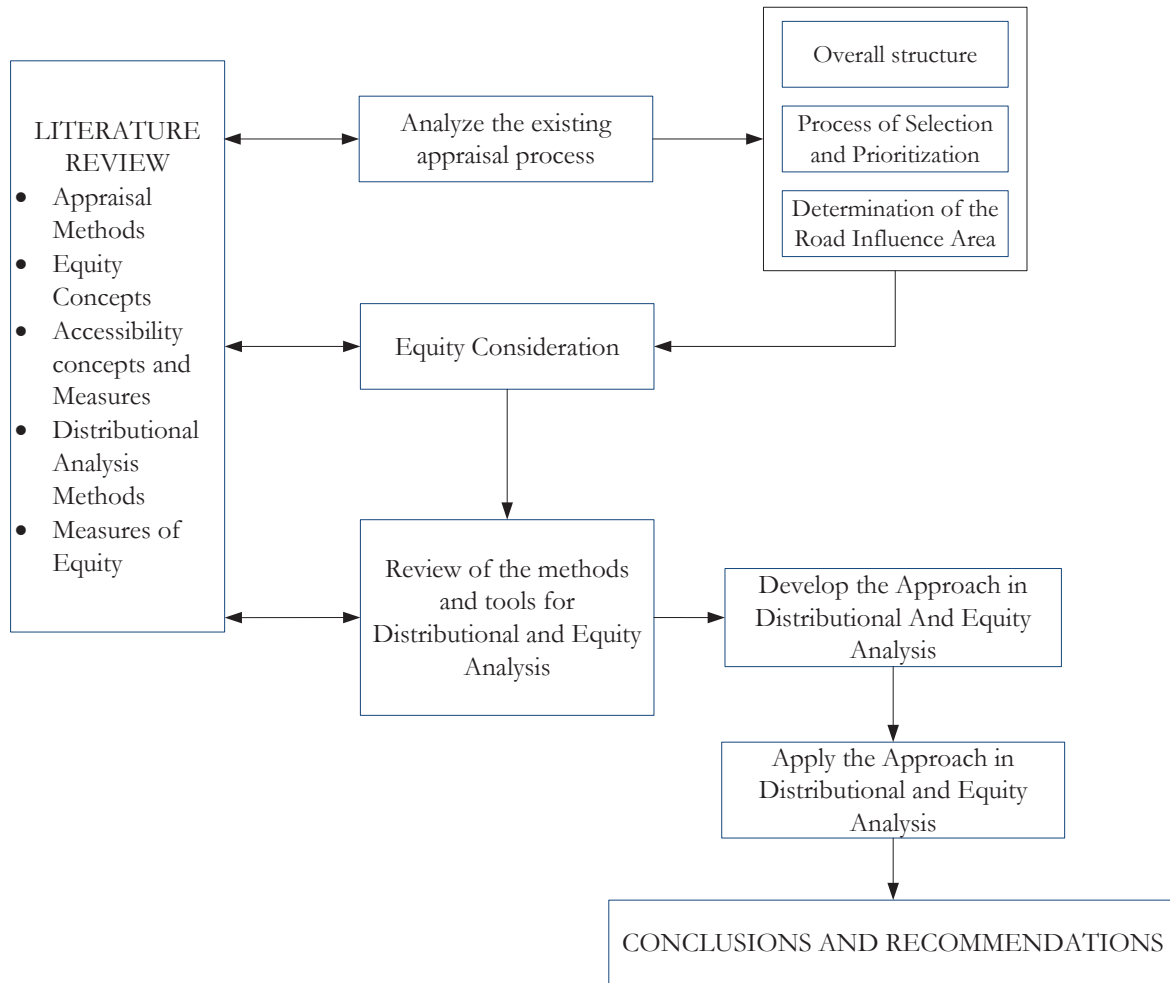 LITERATURE
REVIEW
• Appraisal
Methods
• Equity
Concepts
• Accessibility
concepts and
Measures
• Distributional
Analysis
Methods
• Measures of
Equity
Analyze the existing
appraisal process
Overall structure
Process of Selection
and Prioritization
Determination of the
Road Influence Area
Equity Consideration
Review of the methods
and tools for
Distributional and Equity
Analysis
Develop the Approach in
Distributional And Equity
Analysis
Apply the Approach in
Distributional and Equity
Analysis
CONCLUSIONS AND RECOMMENDATIONS